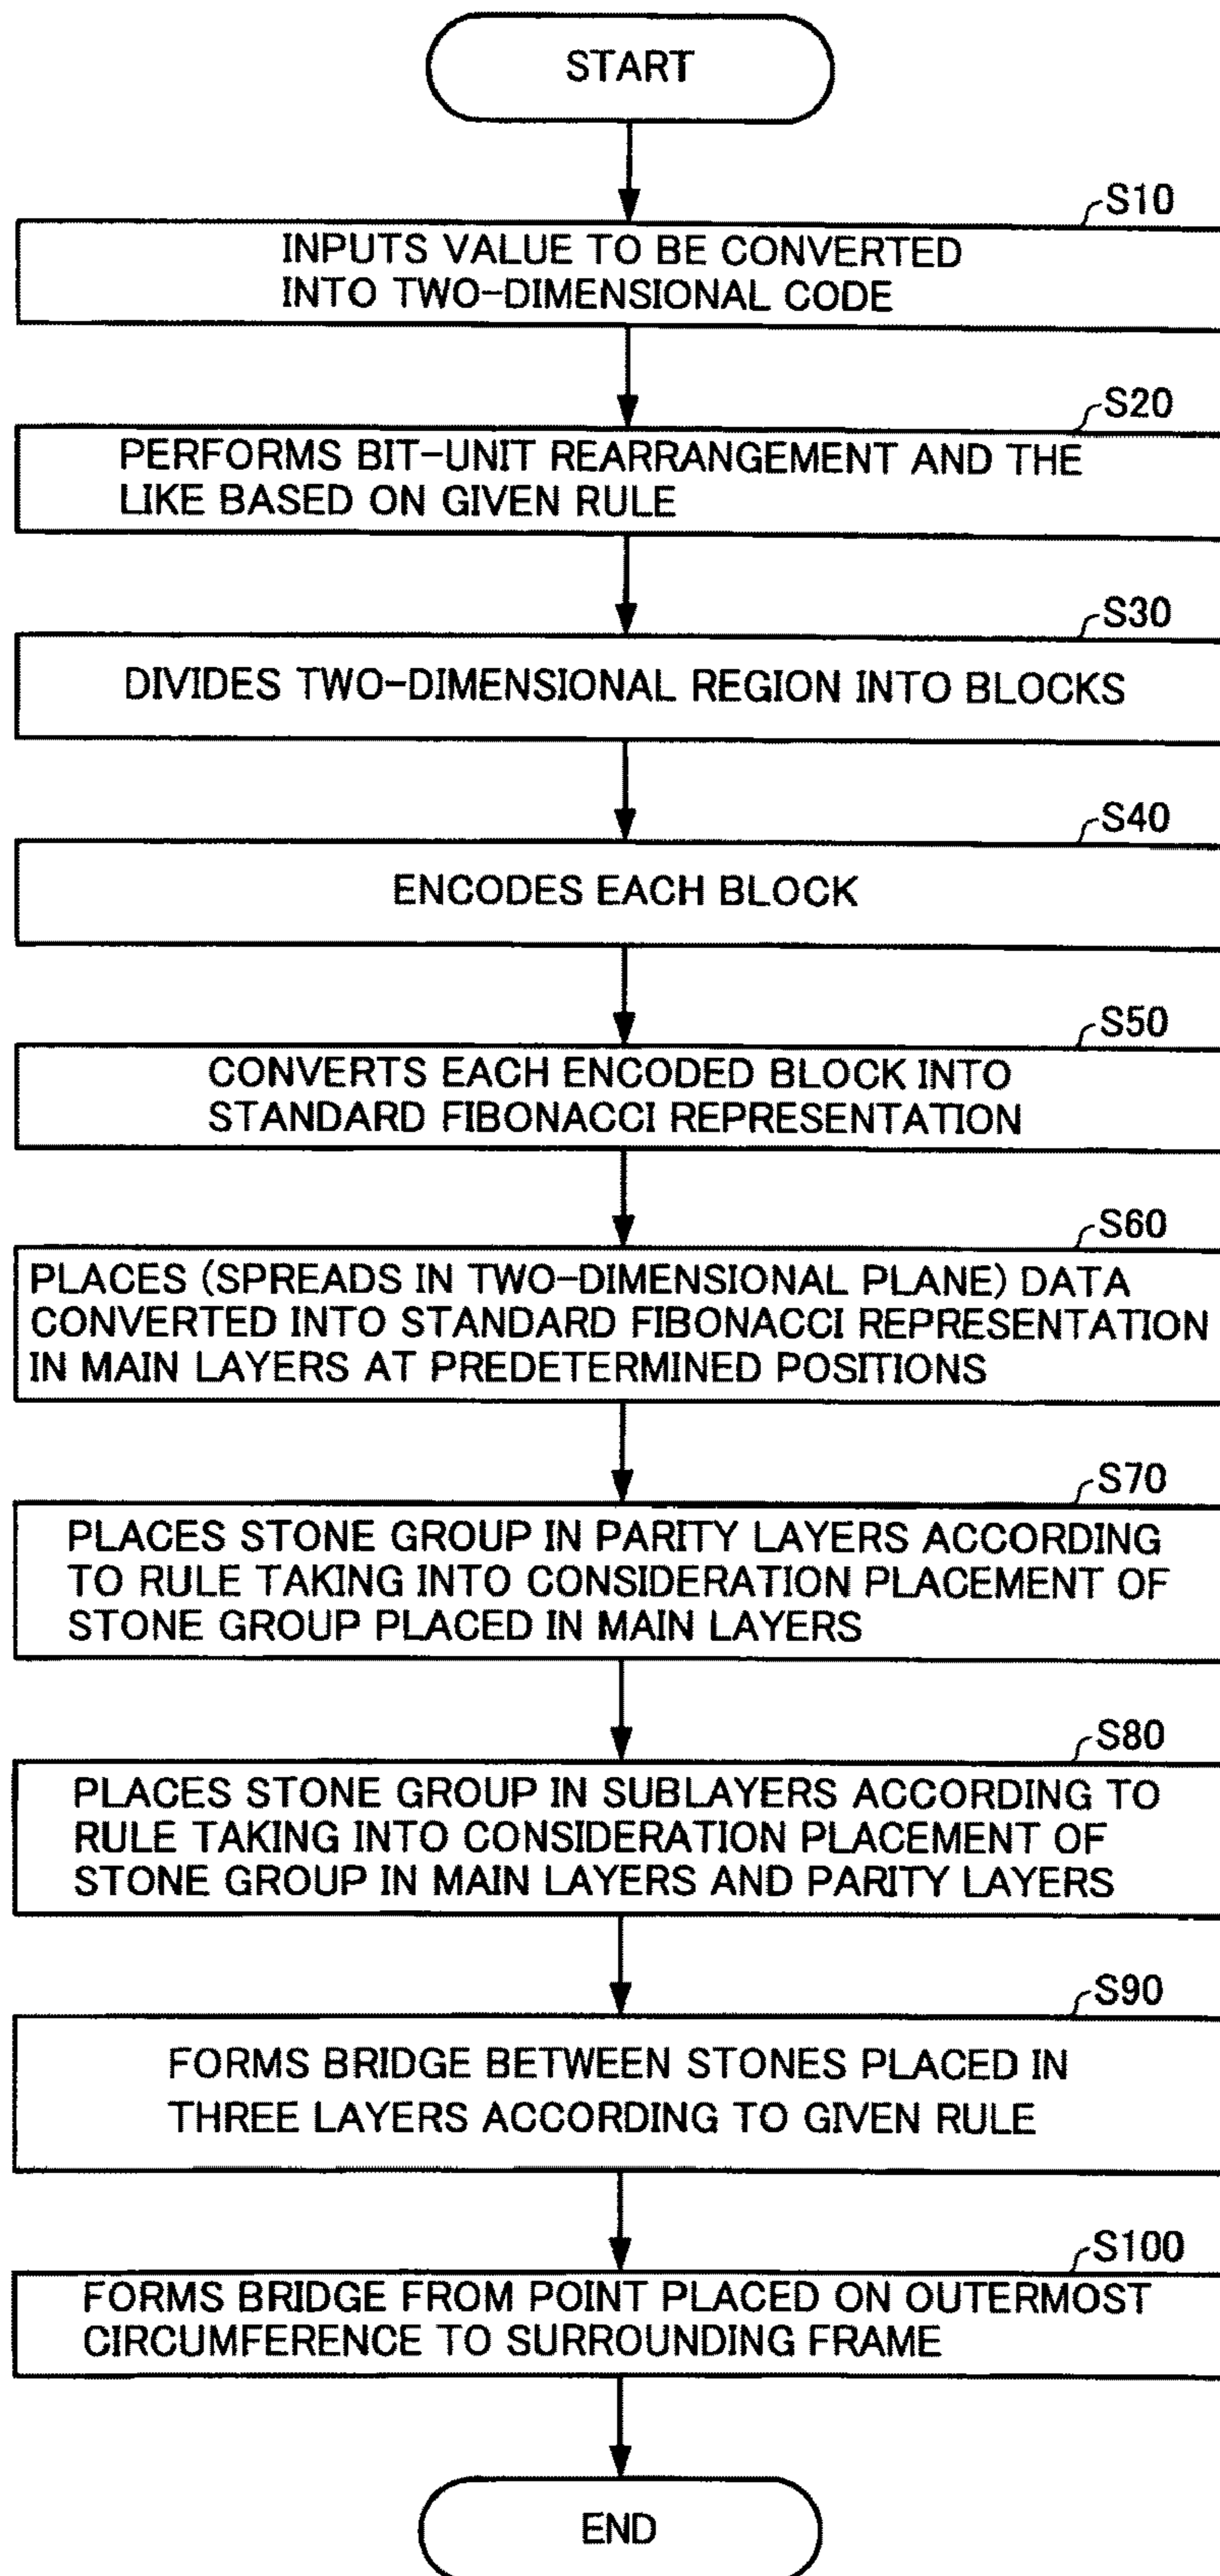 START
S10
INPUTS VALUE TO BE CONVERTED
INTO TWO-DIMENSIONAL CODE
S20
PERFORMS BIT-UNIT REARRANGEMENT AND THE
LIKE BASED ON GIVEN RULE
S30
DIVIDES TWO-DIMENSIONAL REGION INTO BLOCKS
S40
ENCODES EACH BLOCK
S50
CONVERTS EACH ENCODED BLOCK INTO
STANDARD FIBONACCI REPRESENTATION
S60
PLACES (SPREADS IN TWO-DIMENSIONAL PLANE) DATA
CONVERTED INTO STANDARD FIBONACCI REPRESENTATION
IN MAIN LAYERS AT PREDETERMINED POSITIONS
S70
PLACES STONE GROUP IN PARITY LAYERS ACCORDING
TO RULE TAKING INTO CONSIDERATION PLACEMENT OF
STONE GROUP PLACED IN MAIN LAYERS
S80
PLACES STONE GROUP IN SUBLAYERS ACCORDING TO
RULE TAKING INTO CONSIDERATION PLACEMENT OF
STONE GROUP IN MAIN LAYERS AND PARITY LAYERS
S90
FORMS BRIDGE BETWEEN STONES PLACED IN
THREE LAYERS ACCORDING TO GIVEN RULE
S100
FORMS BRIDGE FROM POINT PLACED ON OUTERMOST
CIRCUMFERENCE TO SURROUNDING FRAME
END